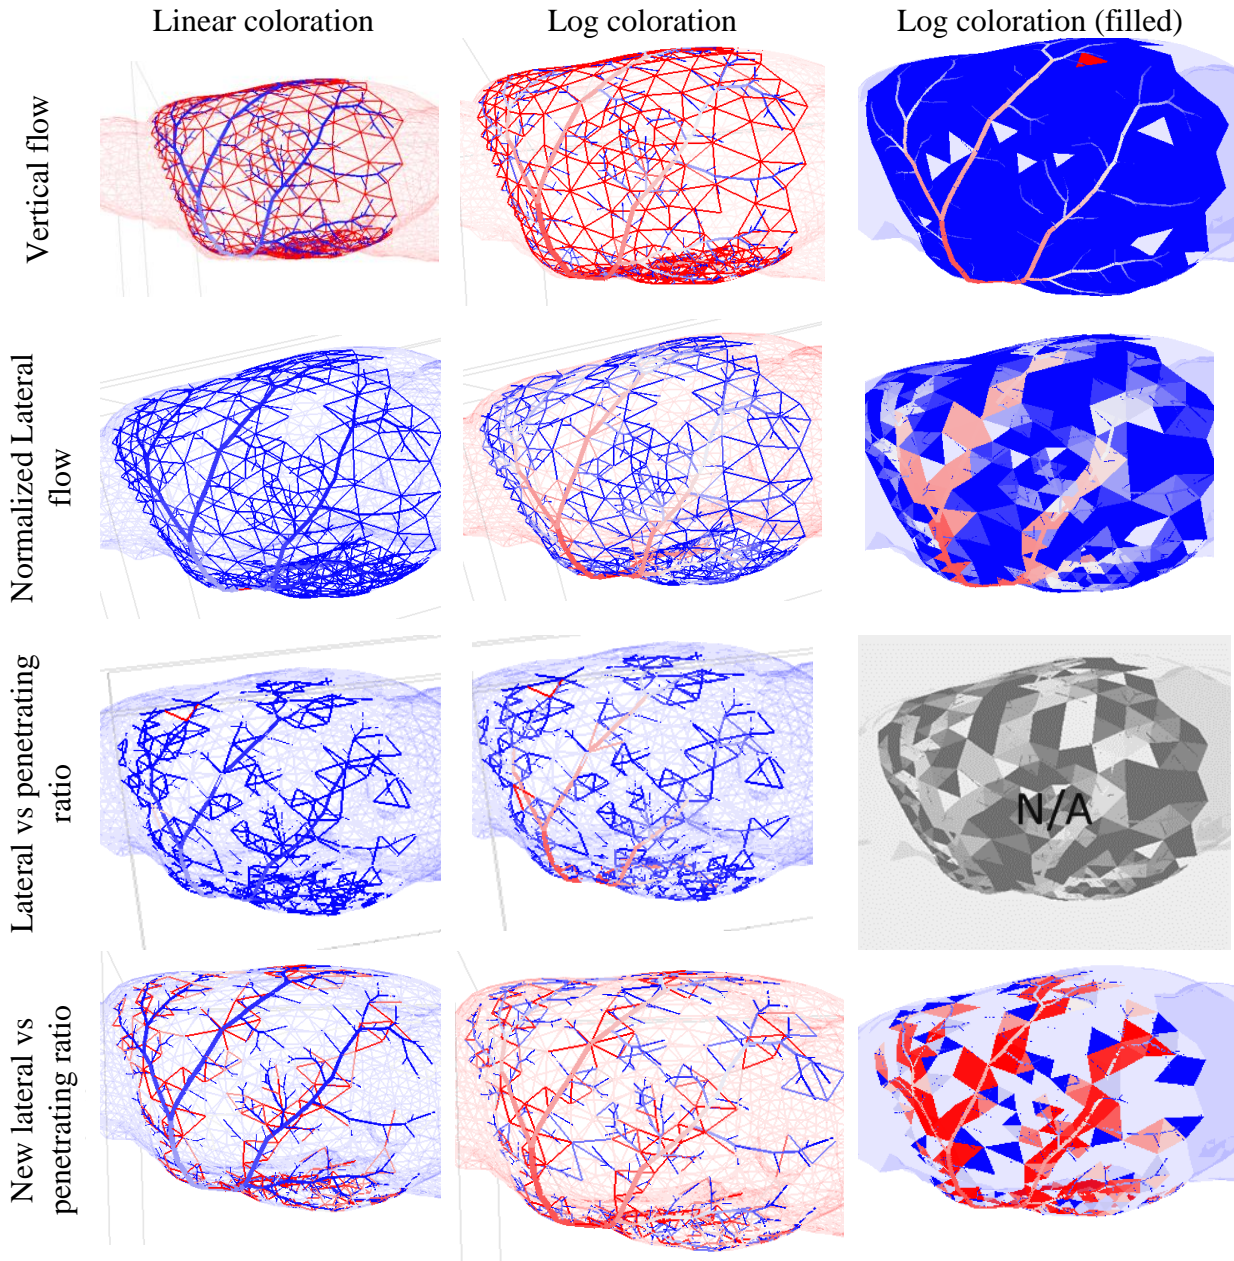 Linear coloration
Log coloration
Log coloration (filled)
Vertical flow
Normalized Lateral
flow
Lateral vs penetrating
ratio
N/A
New lateral vs
penetrating ratio